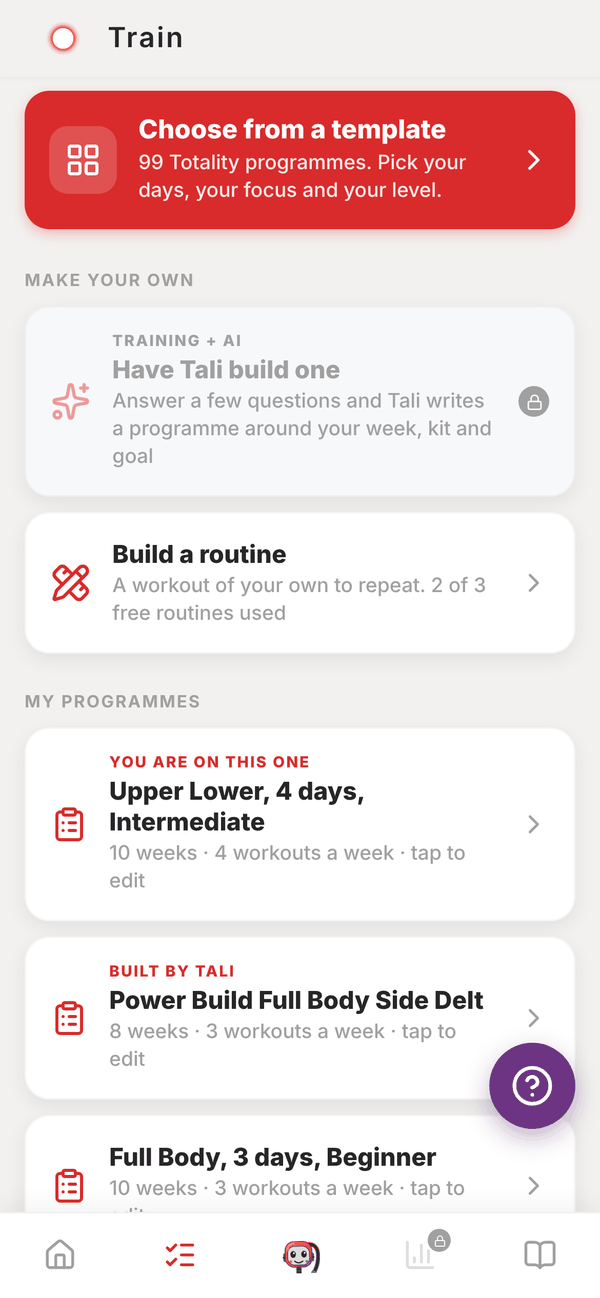 Train
Choose from a template
99 Totality programmes. Pick your
days, your focus and your level.
MAKE YOUR OWN
TRAINING + AI
Have Tali build one
Answer a few questions and Tali writes
a programme around your week, kit and
goal
Build a routine
A workout of your own to repeat. 2 of 3
free routines used
MY PROGRAMMES
YOU ARE ON THIS ONE
Upper Lower, 4 days,
Intermediate
10 weeks · 4 workouts a week · tap to
edit
BUILT BY TALI
Power Build Full Body Side Delt
8 weeks · 3 workouts a week · tap to
edit
Full Body, 3 days, Beginner
10 weeks · 3 workouts a week · tap to